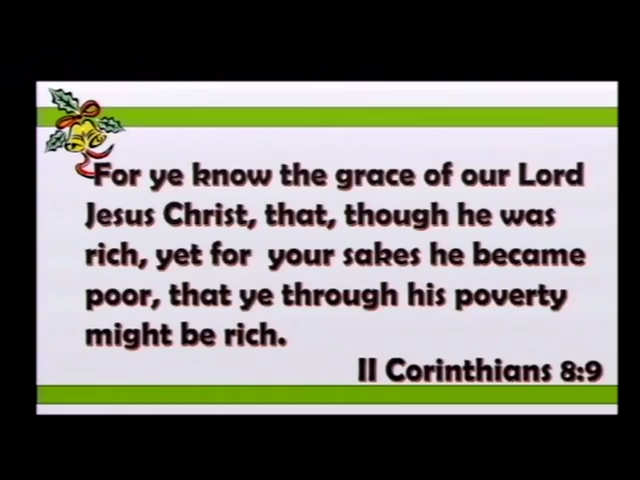 For ye know the grace of our Lord
Jesus Christ, that, though he was
rich, yet for your sakes he became
poor, that ye through his poverty
might be rich.
II Corinthians 8:9